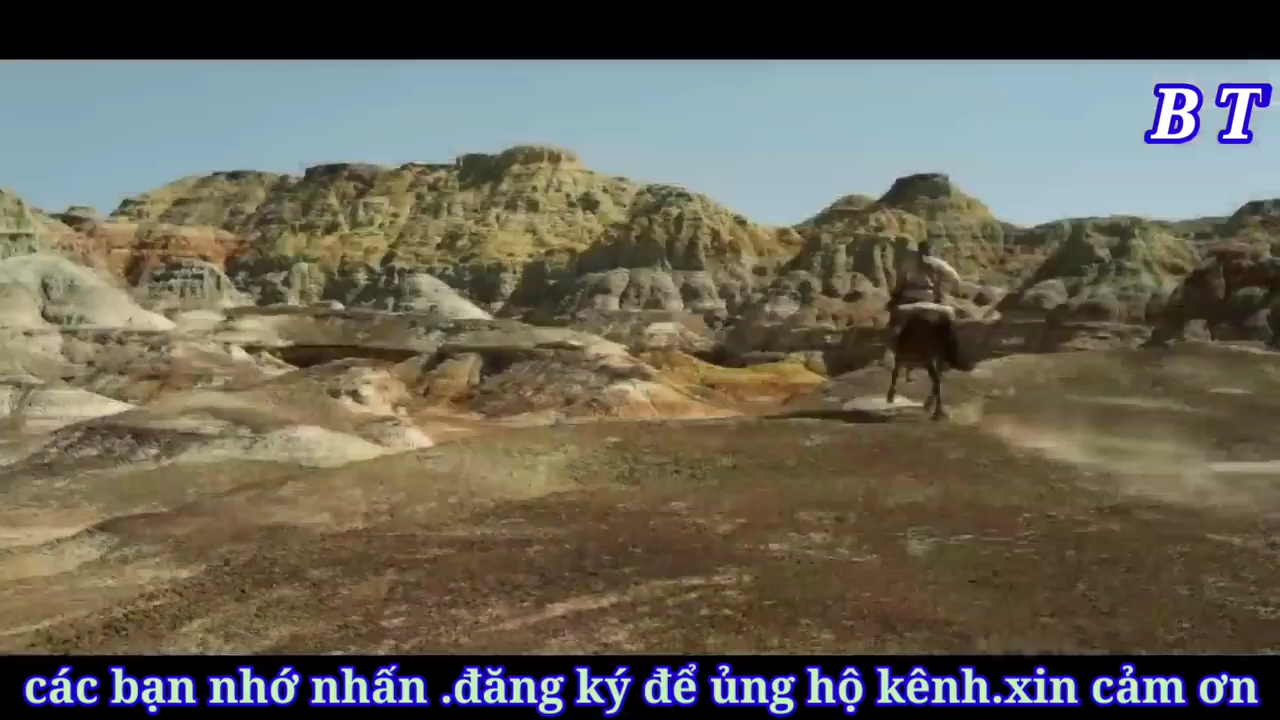 B T
các bạn nhớ nhấn .đăng ký để ủng hộ kênh.xin cảm ơn